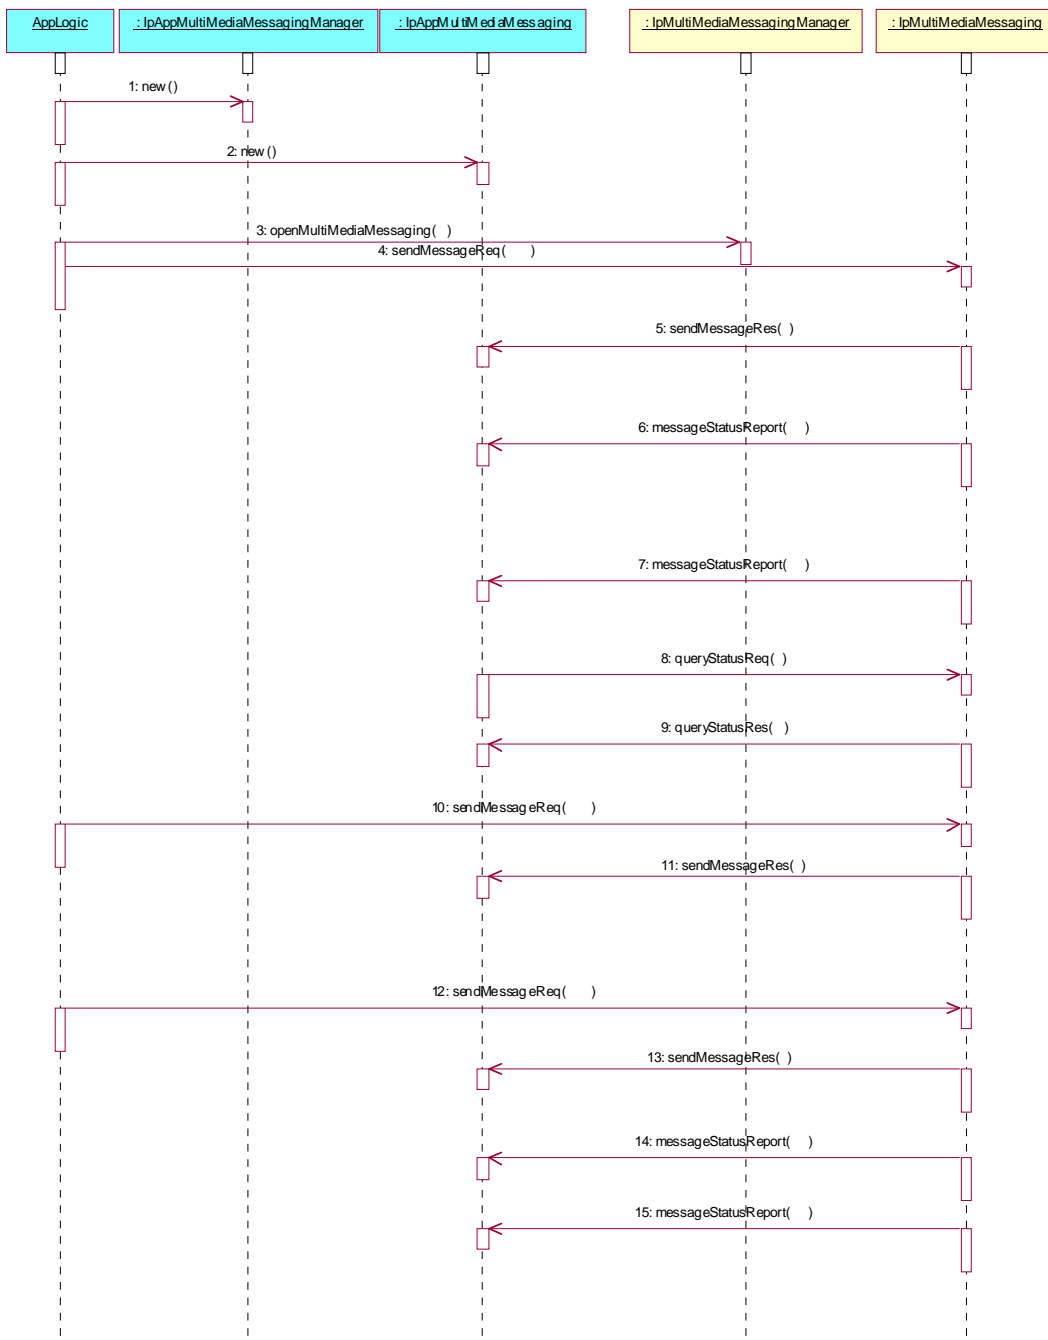 AppLogic
: IpAppMultiMediaMessagingManager
: IpAppMultiMediaMessaging
: IpMultiMediaMessagingManager
: IpMultiMediaMessaging
1: new()
2: new()
3: openMultiMediaMessaging( )
4: sendMessageReq( )
5: sendMessageRes( )
6: messageStatusReport( )
7: messageStatusReport( )
8: queryStatusReq( )
9: queryStatusRes( )
10: sendMessageReq( )
11: sendMessageRes( )
12: sendMessageReq( )
13: sendMessageRes( )
14: messageStatusReport( )
15: messageStatusReport( )